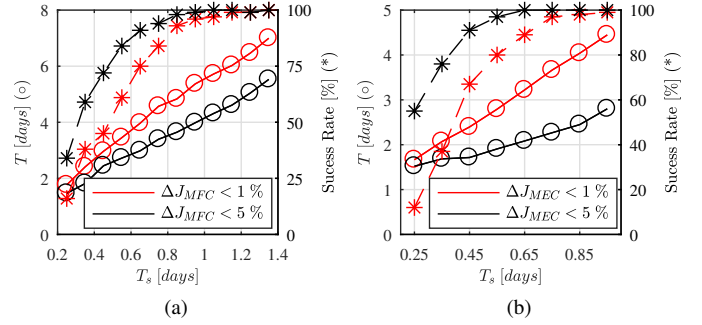 8
6
4
2
0
T [days] (○)
100
75
50
25
0
Sucess Rate [%] (*)
ΔJ_MFC < 1 %
ΔJ_MFC < 5 %
0.2 0.4 0.6 0.8 1 1.2 1.4
T_s [days]
(a)
5
4
3
2
1
0
T [days] (○)
100
80
60
40
20
0
Sucess Rate [%] (*)
ΔJ_MEC < 1 %
ΔJ_MEC < 5 %
0.25 0.45 0.65 0.85
T_s [days]
(b)